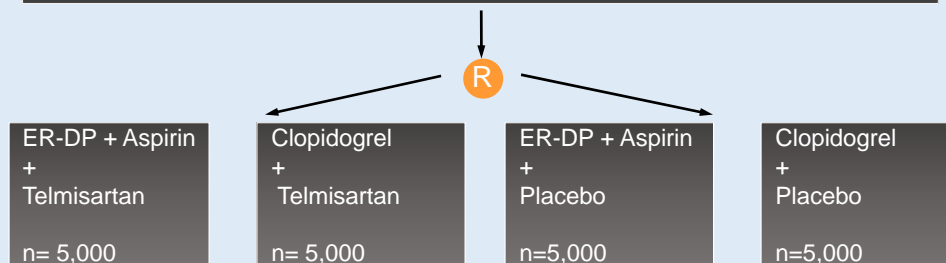 R
ER-DP + Aspirin
+
Telmisartan
n= 5,000
Clopidogrel
+
Telmisartan
n= 5,000
ER-DP + Aspirin
+
Placebo
n=5,000
Clopidogrel
+
Placebo
n=5,000